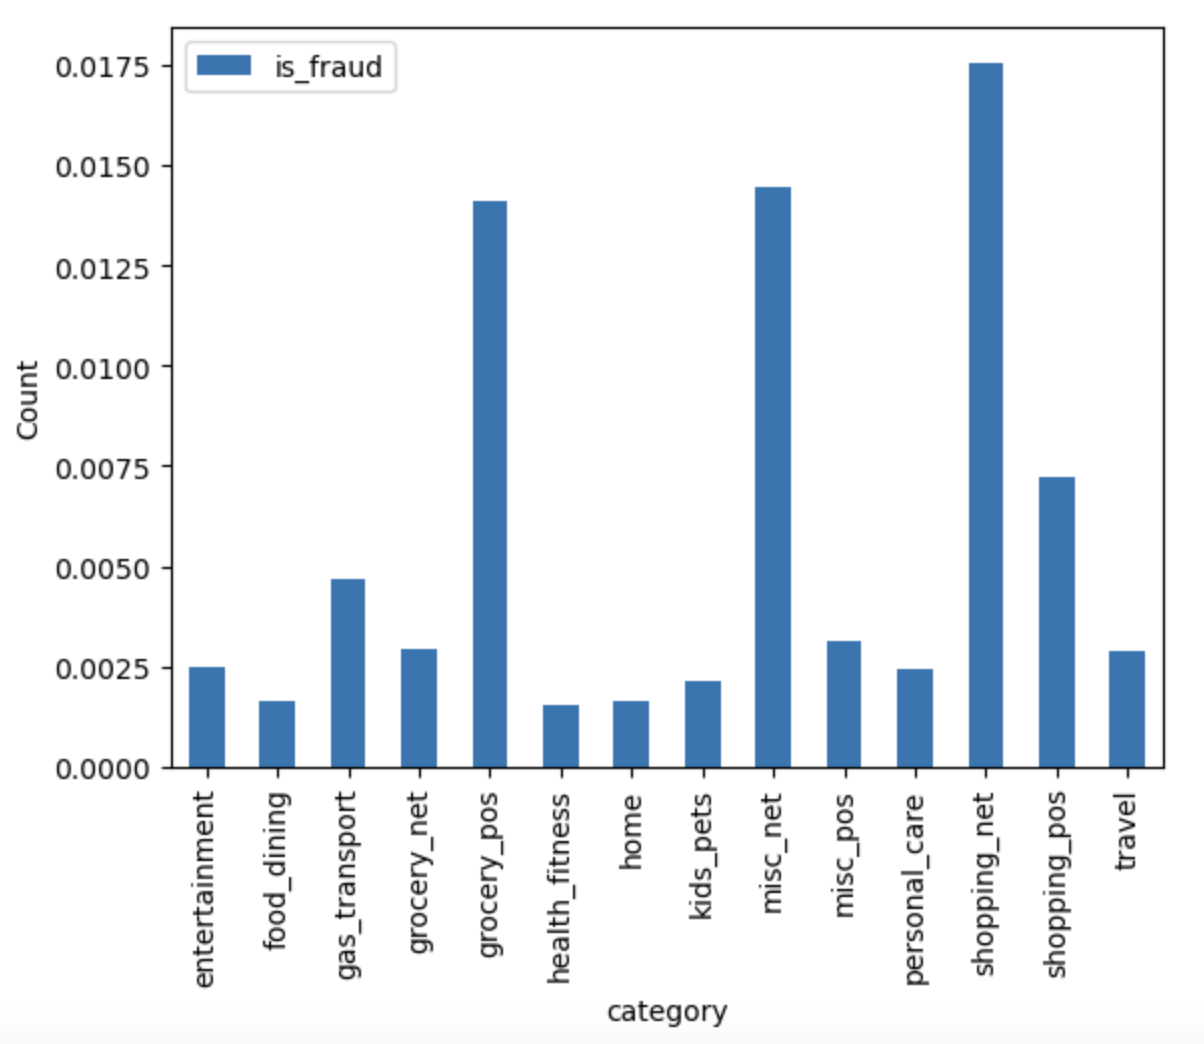 is_fraud
0.0175
0.0150
0.0125
0.0100
0.0075
0.0050
0.0025
0.0000
Count
entertainment
food_dining
gas_transport
grocery_net
grocery_pos
health_fitness
home
kids_pets
misc_net
misc_pos
personal_care
shopping_net
shopping_pos
travel
category